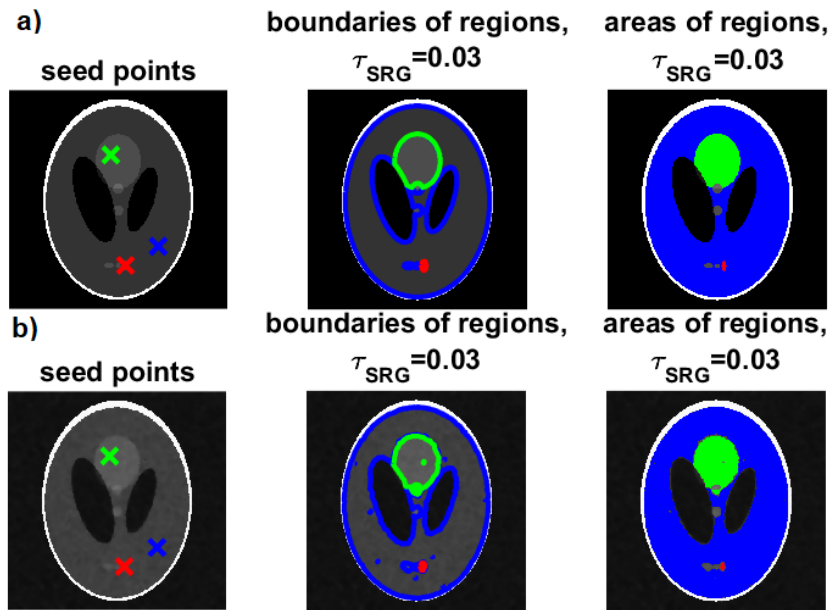 a)
seed points
boundaries of regions,
τSRG=0.03
areas of regions,
τSRG=0.03
b)
seed points
boundaries of regions,
τSRG=0.03
areas of regions,
τSRG=0.03